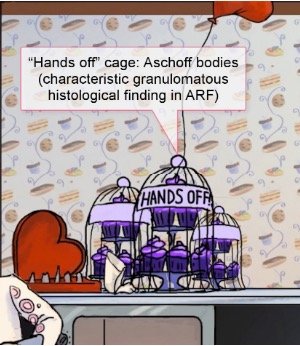 “Hands off” cage: Aschoff bodies
(characteristic granulomatous
histological finding in ARF)
HANDS OFF